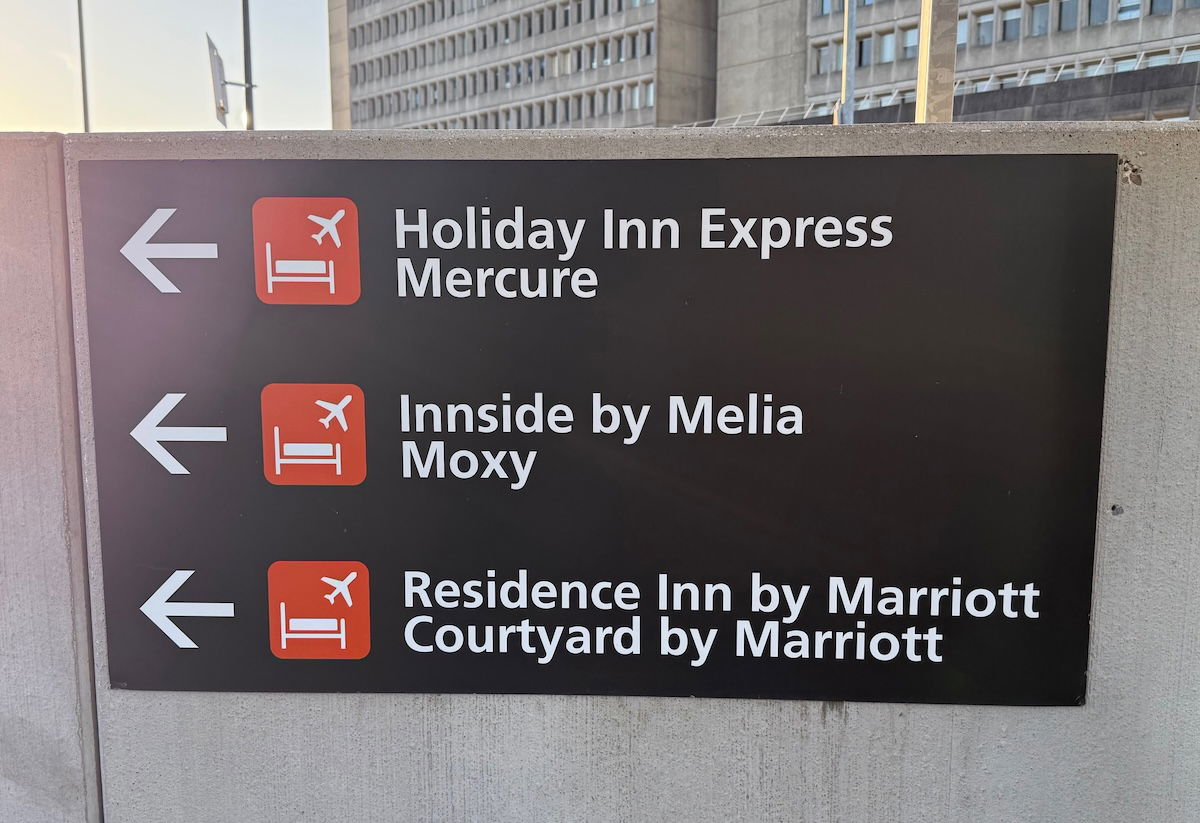 Holiday Inn Express
Mercure
Innside by Melia
Moxy
Residence Inn by Marriott
Courtyard by Marriott